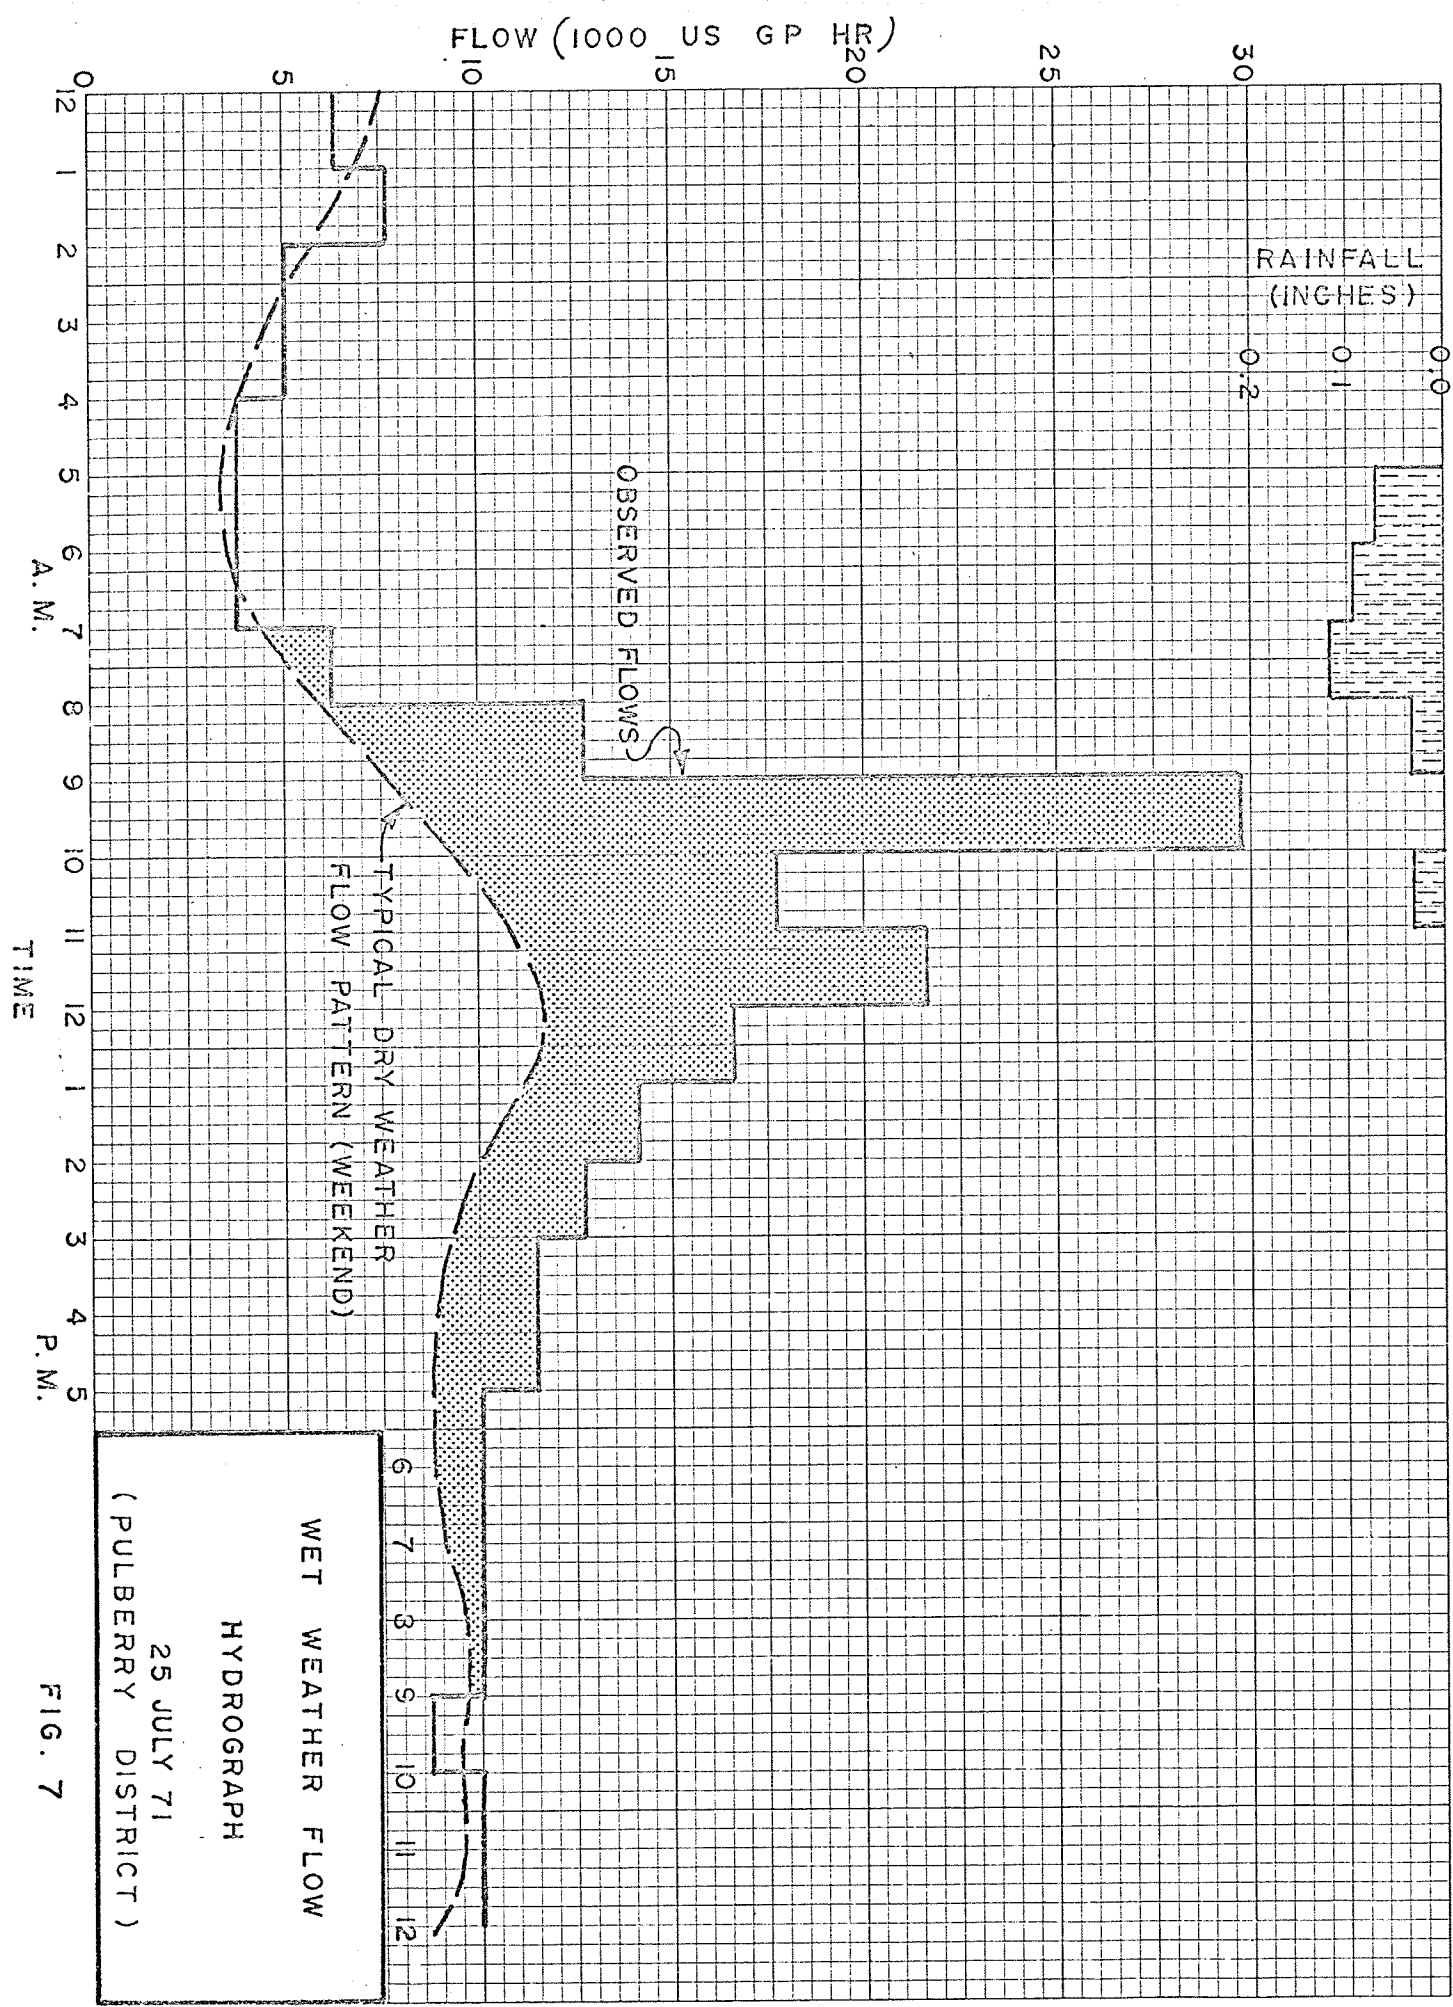 FLOW (1000 US GP HR)
30
25
20
15
10
5
0
RAINFALL
(INCHES)
0.0
0.1
0.2
OBSERVED FLOWS
TYPICAL DRY WEATHER
FLOW PATTERN (WEEKEND)
12 1 2 3 4 5 6 7 8 9 10 11 12 1 2 3 4 5 6 7 8 9 10 11 12
A.M. P.M.
TIME
WET WEATHER FLOW
HYDROGRAPH
25 JULY 71
(PULBERRY DISTRICT)
FIG. 7